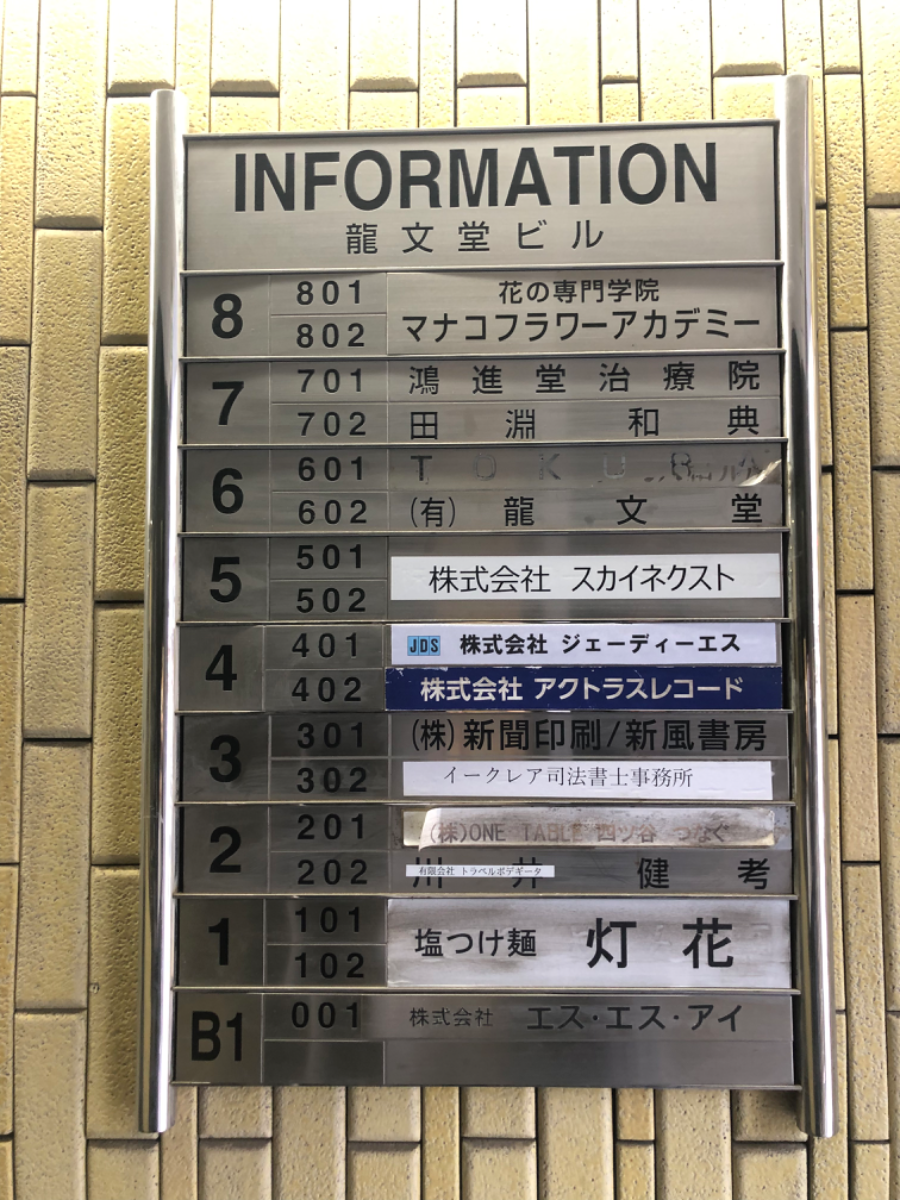 INFORMATION
龍文堂ビル
8 801 花の専門学院
802 マナコフラワーアカデミー
7 701 鴻進堂治療院
702 田淵和典
6 601 TOKU
602 (有)龍文堂
5 501 株式会社 スカイネクスト
502
4 401 JDS 株式会社 ジェーディーエス
402 株式会社 アクトラスレコード
3 301 (株)新聞印刷/新風書房
302 イークレア司法書士事務所
2 201 (株)ONE TABLE 四ツ谷 つなぐ
202 川井健考
有限会社 トラベルボデギータ
1 101 塩つけ麺 灯花
102
B1 001 株式会社 エス・エス・アイ